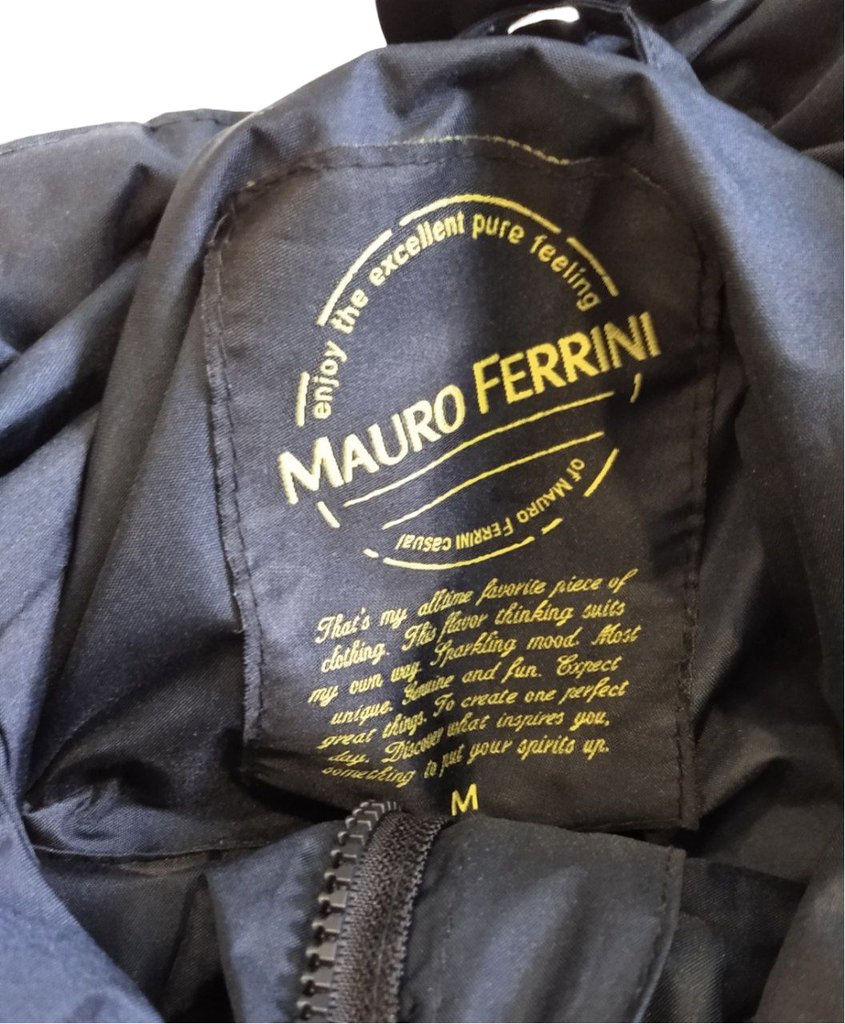 enjoy the excellent pure feeling
MAURO FERRINI
of MAURO FERRINI casual
That's my alltime favorite piece of
clothing. This flavor thinking suits
my own way. Sparkling mood. Most
unique. Genuine and fun. Expect
great things. To create one perfect
day. Discover what inspires you,
something to put your spirits up.
M